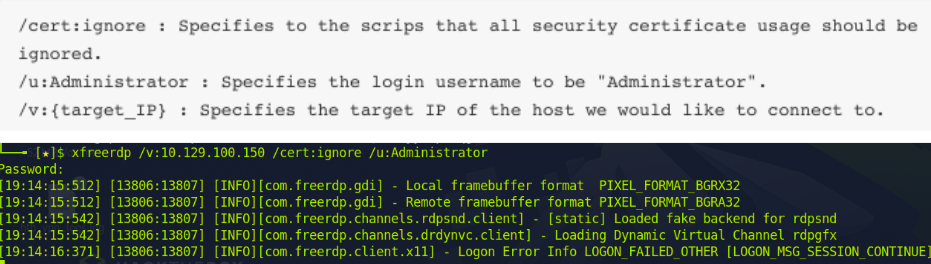 /cert:ignore : Specifies to the scrips that all security certificate usage should be
ignored.
/u:Administrator : Specifies the login username to be "Administrator".
/v:{target_IP} : Specifies the target IP of the host we would like to connect to.
[★]$ xfreerdp /v:10.129.100.150 /cert:ignore /u:Administrator
Password:
[19:14:15:512] [13806:13807] [INFO][com.freerdp.gdi] - Local framebuffer format  PIXEL_FORMAT_BGRX32
[19:14:15:512] [13806:13807] [INFO][com.freerdp.gdi] - Remote framebuffer format PIXEL_FORMAT_BGRA32
[19:14:15:542] [13806:13807] [INFO][com.freerdp.channels.rdpsnd.client] - [static] Loaded fake backend for rdpsnd
[19:14:15:542] [13806:13807] [INFO][com.freerdp.channels.drdynvc.client] - Loading Dynamic Virtual Channel rdpgfx
[19:14:16:371] [13806:13807] [INFO][com.freerdp.client.x11] - Logon Error Info LOGON_FAILED_OTHER [LOGON_MSG_SESSION_CONTINUE]